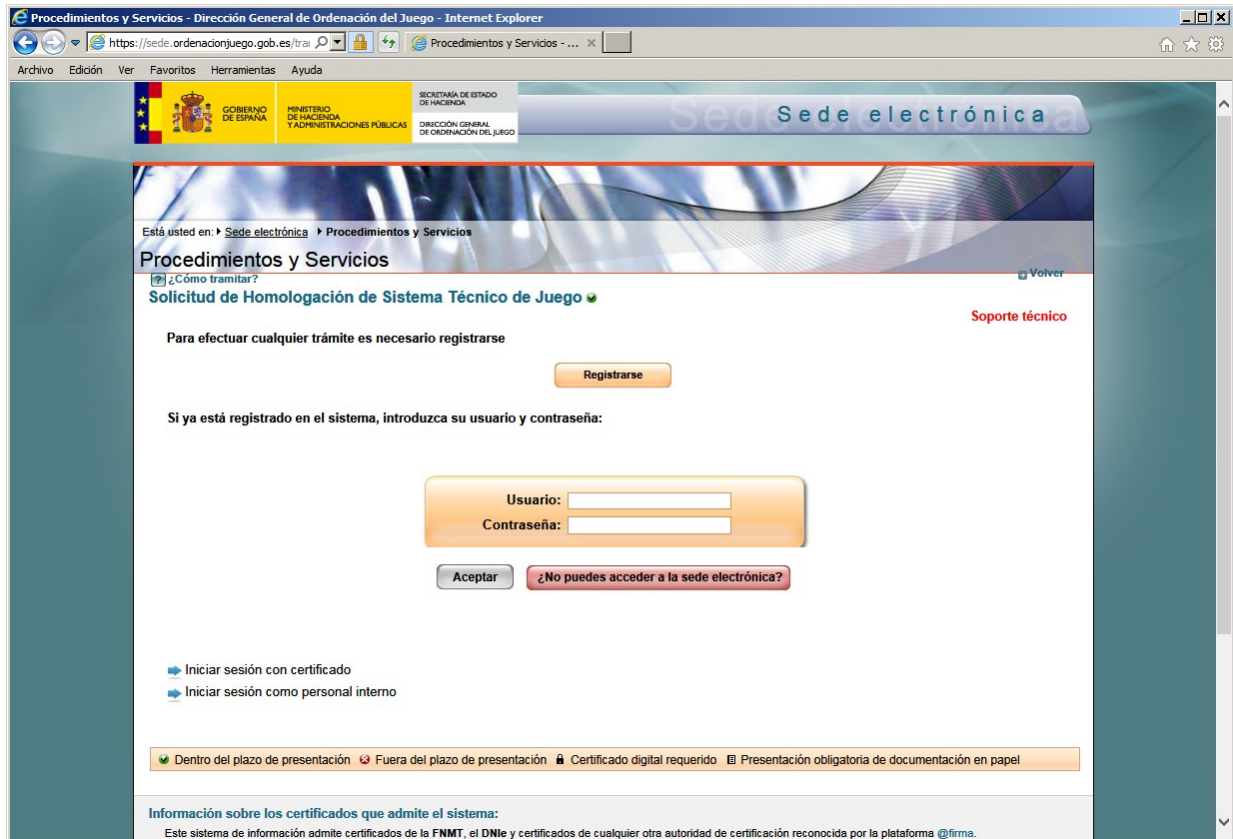 Procedimientos y Servicios - Dirección General de Ordenación del Juego - Internet Explorer
https://sede.ordenacionjuego.gob.es/trar
Procedimientos y Servicios - ...
Archivo Edición Ver Favoritos Herramientas Ayuda
GOBIERNO
DE ESPAÑA
MINISTERIO
DE HACIENDA
Y ADMINISTRACIONES PÚBLICAS
SECRETARÍA DE ESTADO
DE HACIENDA
DIRECCIÓN GENERAL
DE ORDENACIÓN DEL JUEGO
Sede electrónica
Está usted en: Sede electrónica Procedimientos y Servicios
Procedimientos y Servicios
¿Cómo tramitar?
Volver
Solicitud de Homologación de Sistema Técnico de Juego
Soporte técnico
Para efectuar cualquier trámite es necesario registrarse
Registrarse
Si ya está registrado en el sistema, introduzca su usuario y contraseña:
Usuario:
Contraseña:
Aceptar ¿No puedes acceder a la sede electrónica?
Iniciar sesión con certificado
Iniciar sesión como personal interno
Dentro del plazo de presentación Fuera del plazo de presentación Certificado digital requerido Presentación obligatoria de documentación en papel
Información sobre los certificados que admite el sistema:
Este sistema de información admite certificados de la FNMT, el DNIe y certificados de cualquier otra autoridad de certificación reconocida por la plataforma @firma.